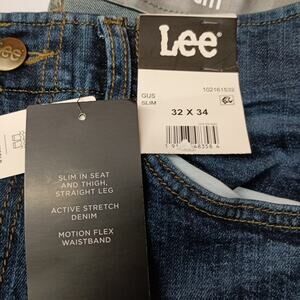 Lee
Lee
GUS
SLIM
102161532
32 X 34
SLIM IN SEAT
AND THIGH,
STRAIGHT LEG
ACTIVE STRETCH
DENIM
MOTION FLEX
WAISTBAND